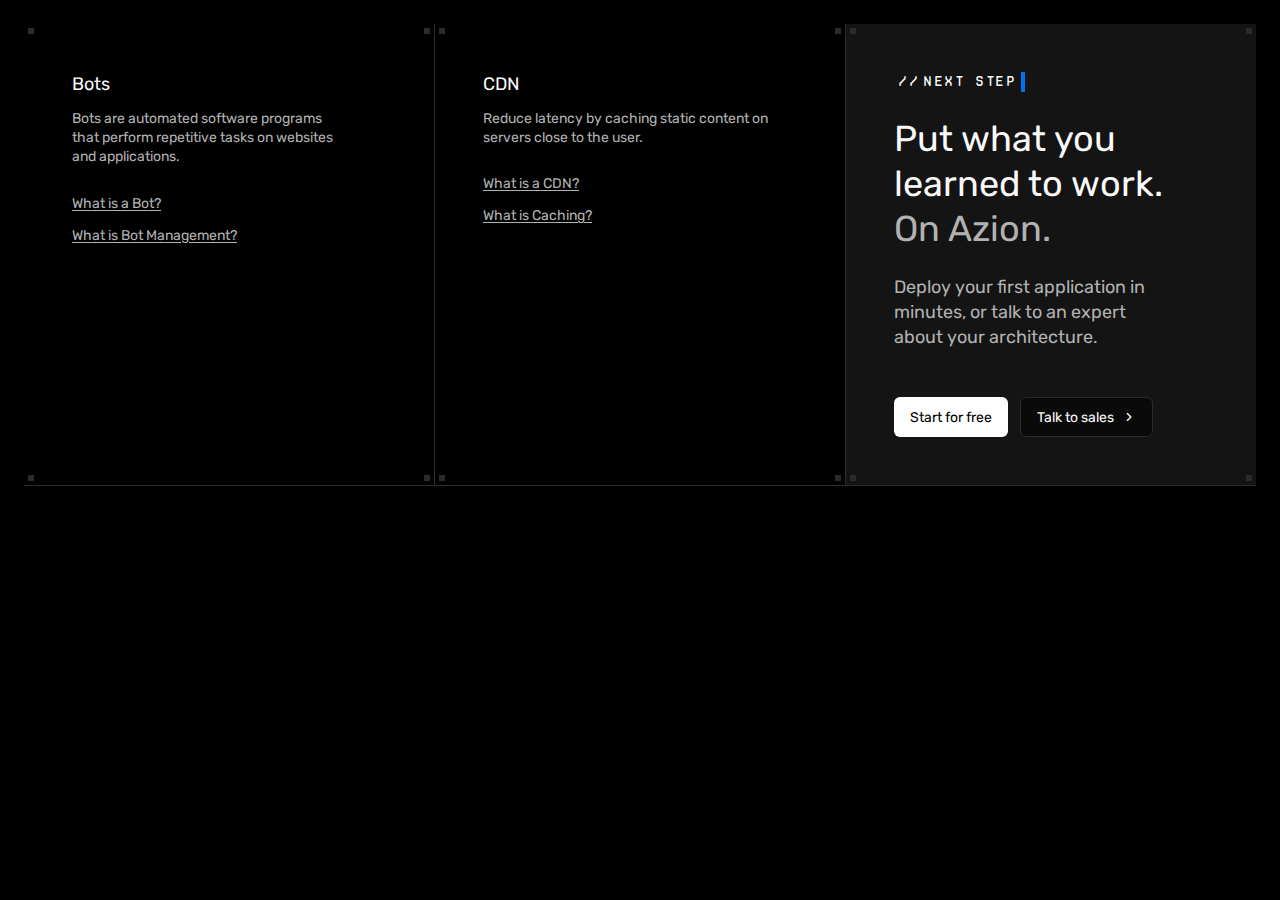 Bots
Bots are automated software programs
that perform repetitive tasks on websites
and applications.
What is a Bot?
What is Bot Management?
CDN
Reduce latency by caching static content on
servers close to the user.
What is a CDN?
What is Caching?
// NEXT STEP
Put what you
learned to work.
On Azion.
Deploy your first application in
minutes, or talk to an expert
about your architecture.
Start for free
Talk to sales